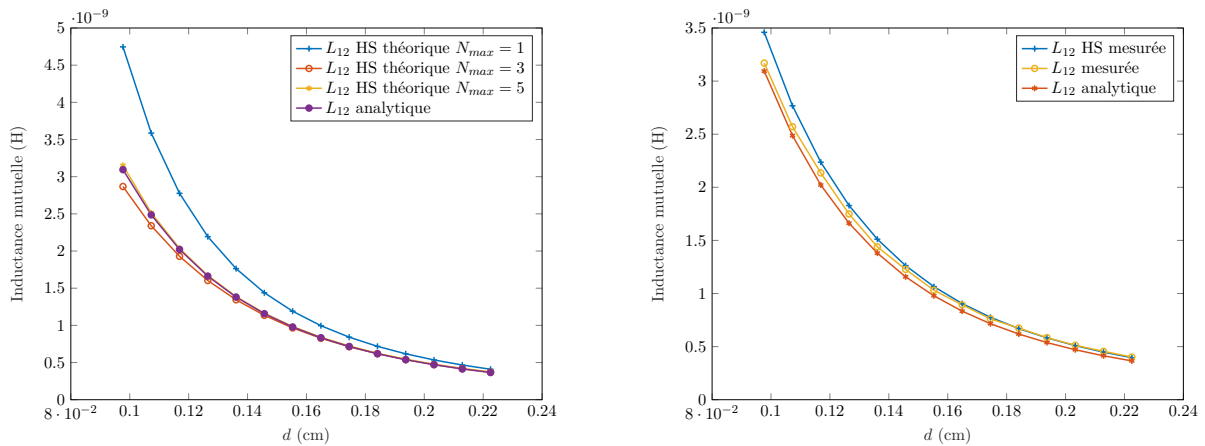 ·10⁻⁹
5
4.5
4
3.5
3
2.5
2
1.5
1
0.5
0
Inductance mutuelle (H)
8 · 10⁻²
0.1
0.12
0.14
0.16
0.18
0.2
0.22
0.24
d (cm)
L₁₂ HS théorique Nₘₐₓ = 1
L₁₂ HS théorique Nₘₐₓ = 3
L₁₂ HS théorique Nₘₐₓ = 5
L₁₂ analytique
·10⁻⁹
3.5
3
2.5
2
1.5
1
0.5
0
Inductance mutuelle (H)
8 · 10⁻²
0.1
0.12
0.14
0.16
0.18
0.2
0.22
0.24
d (cm)
L₁₂ HS mesurée
L₁₂ mesurée
L₁₂ analytique